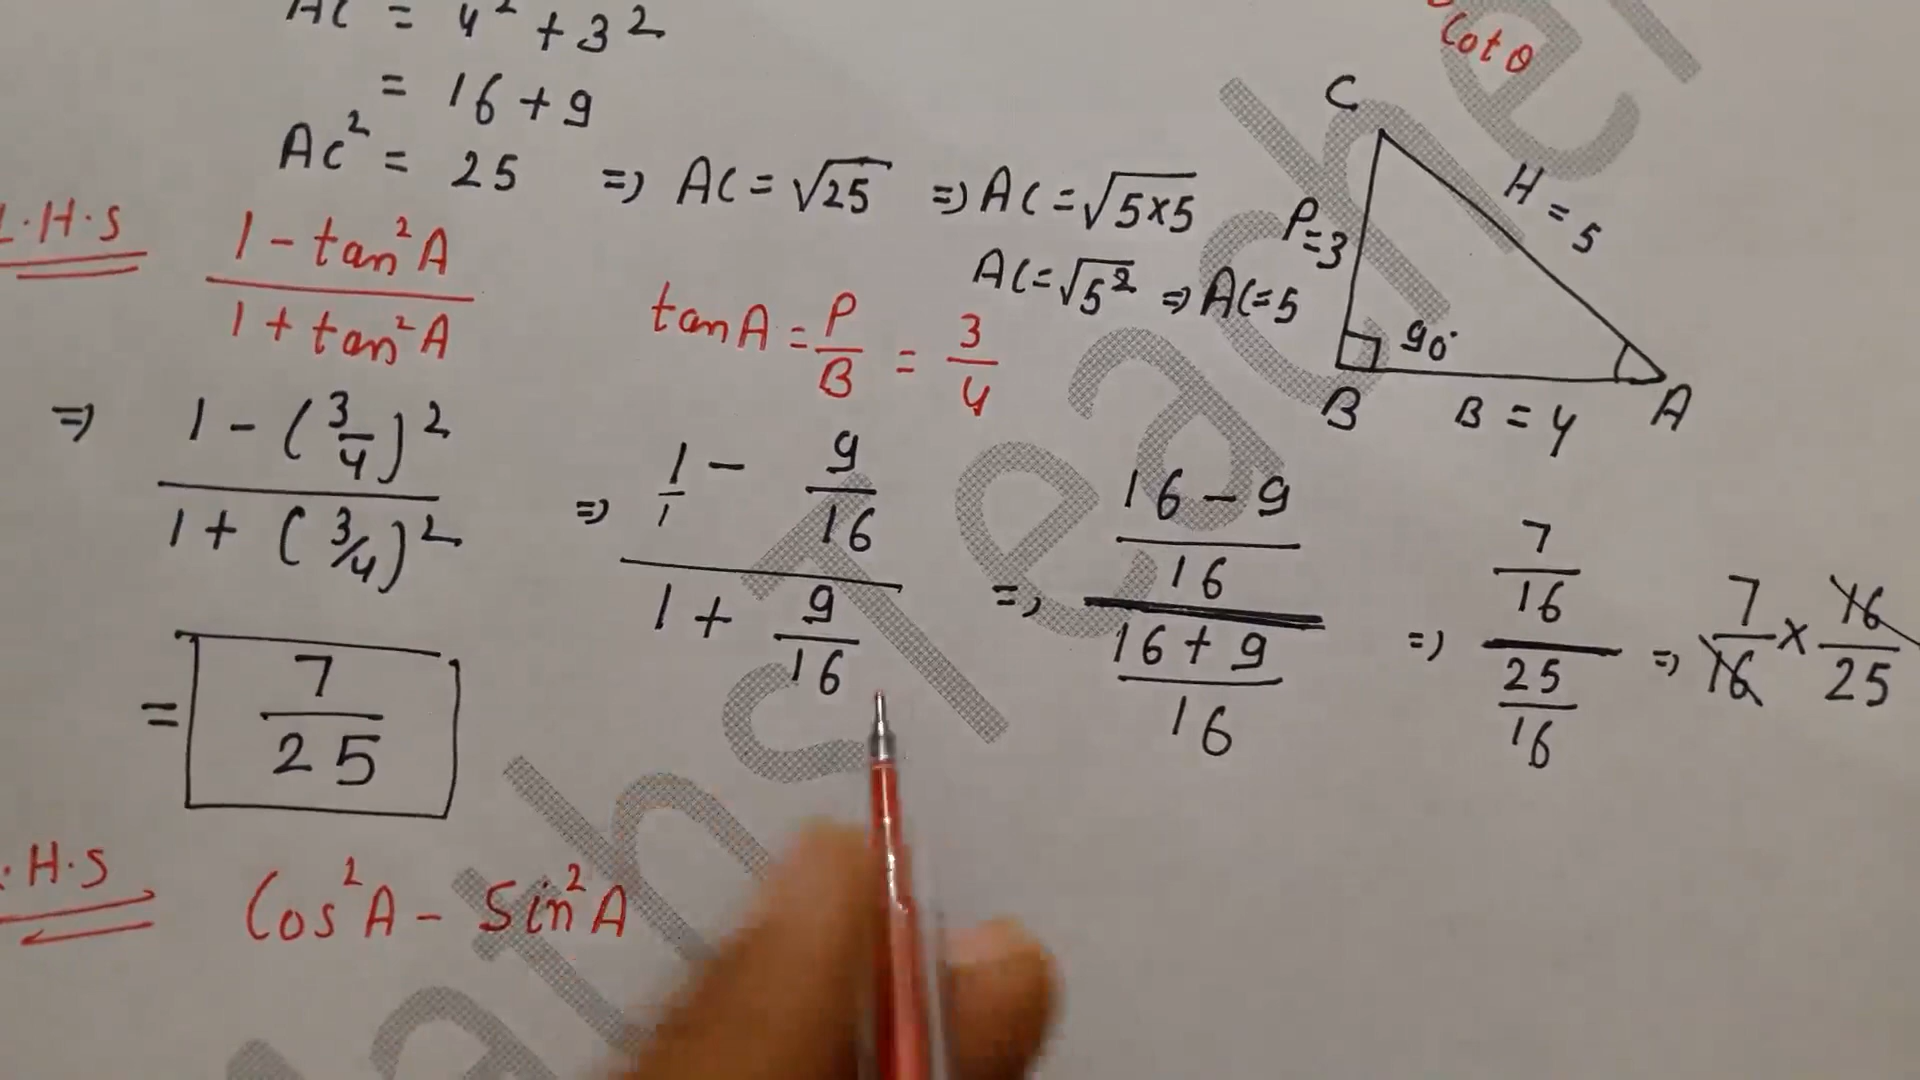 AC = 4² + 3²
= 16 + 9
AC² = 25 ⇒ AC = √25 ⇒ AC = √5×5
AC = √5² ⇒ AC = 5
L.H.S 1 - tan²A / 1 + tan²A
tan A = P/B = 3/4
⇒ 1 - (3/4)² / 1 + (3/4)² ⇒ 1/1 - 9/16 / 1 + 9/16 ⇒ 16 - 9 / 16 / 16 + 9 / 16 ⇒ 7/16 / 25/16 ⇒ 7/16 × 16/25
= 7/25
.H.S Cos²A - Sin²A
Cot θ
C
P=3
H = 5
90°
B
B = 4
A
Maths Teacher